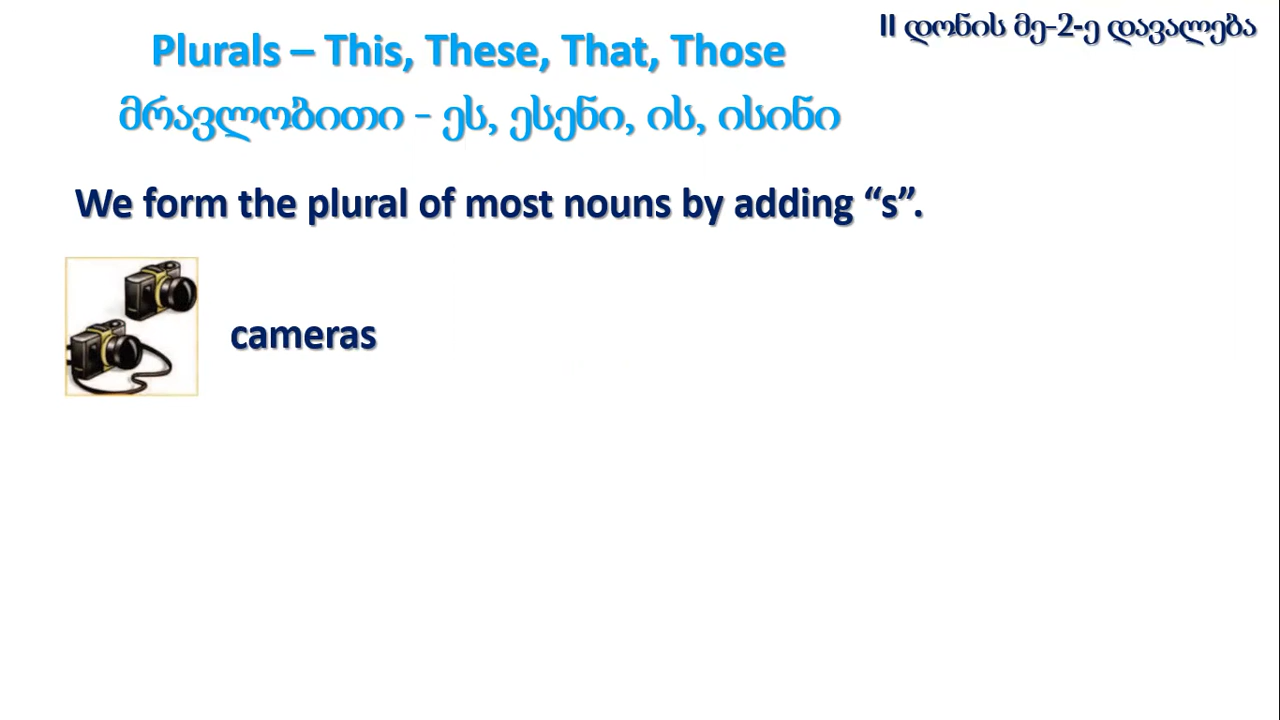 II დონის მე-2-ე დავალება
Plurals – This, These, That, Those
მრავლობითი - ეს, ესენი, ის, ისინი
We form the plural of most nouns by adding “s”.
cameras